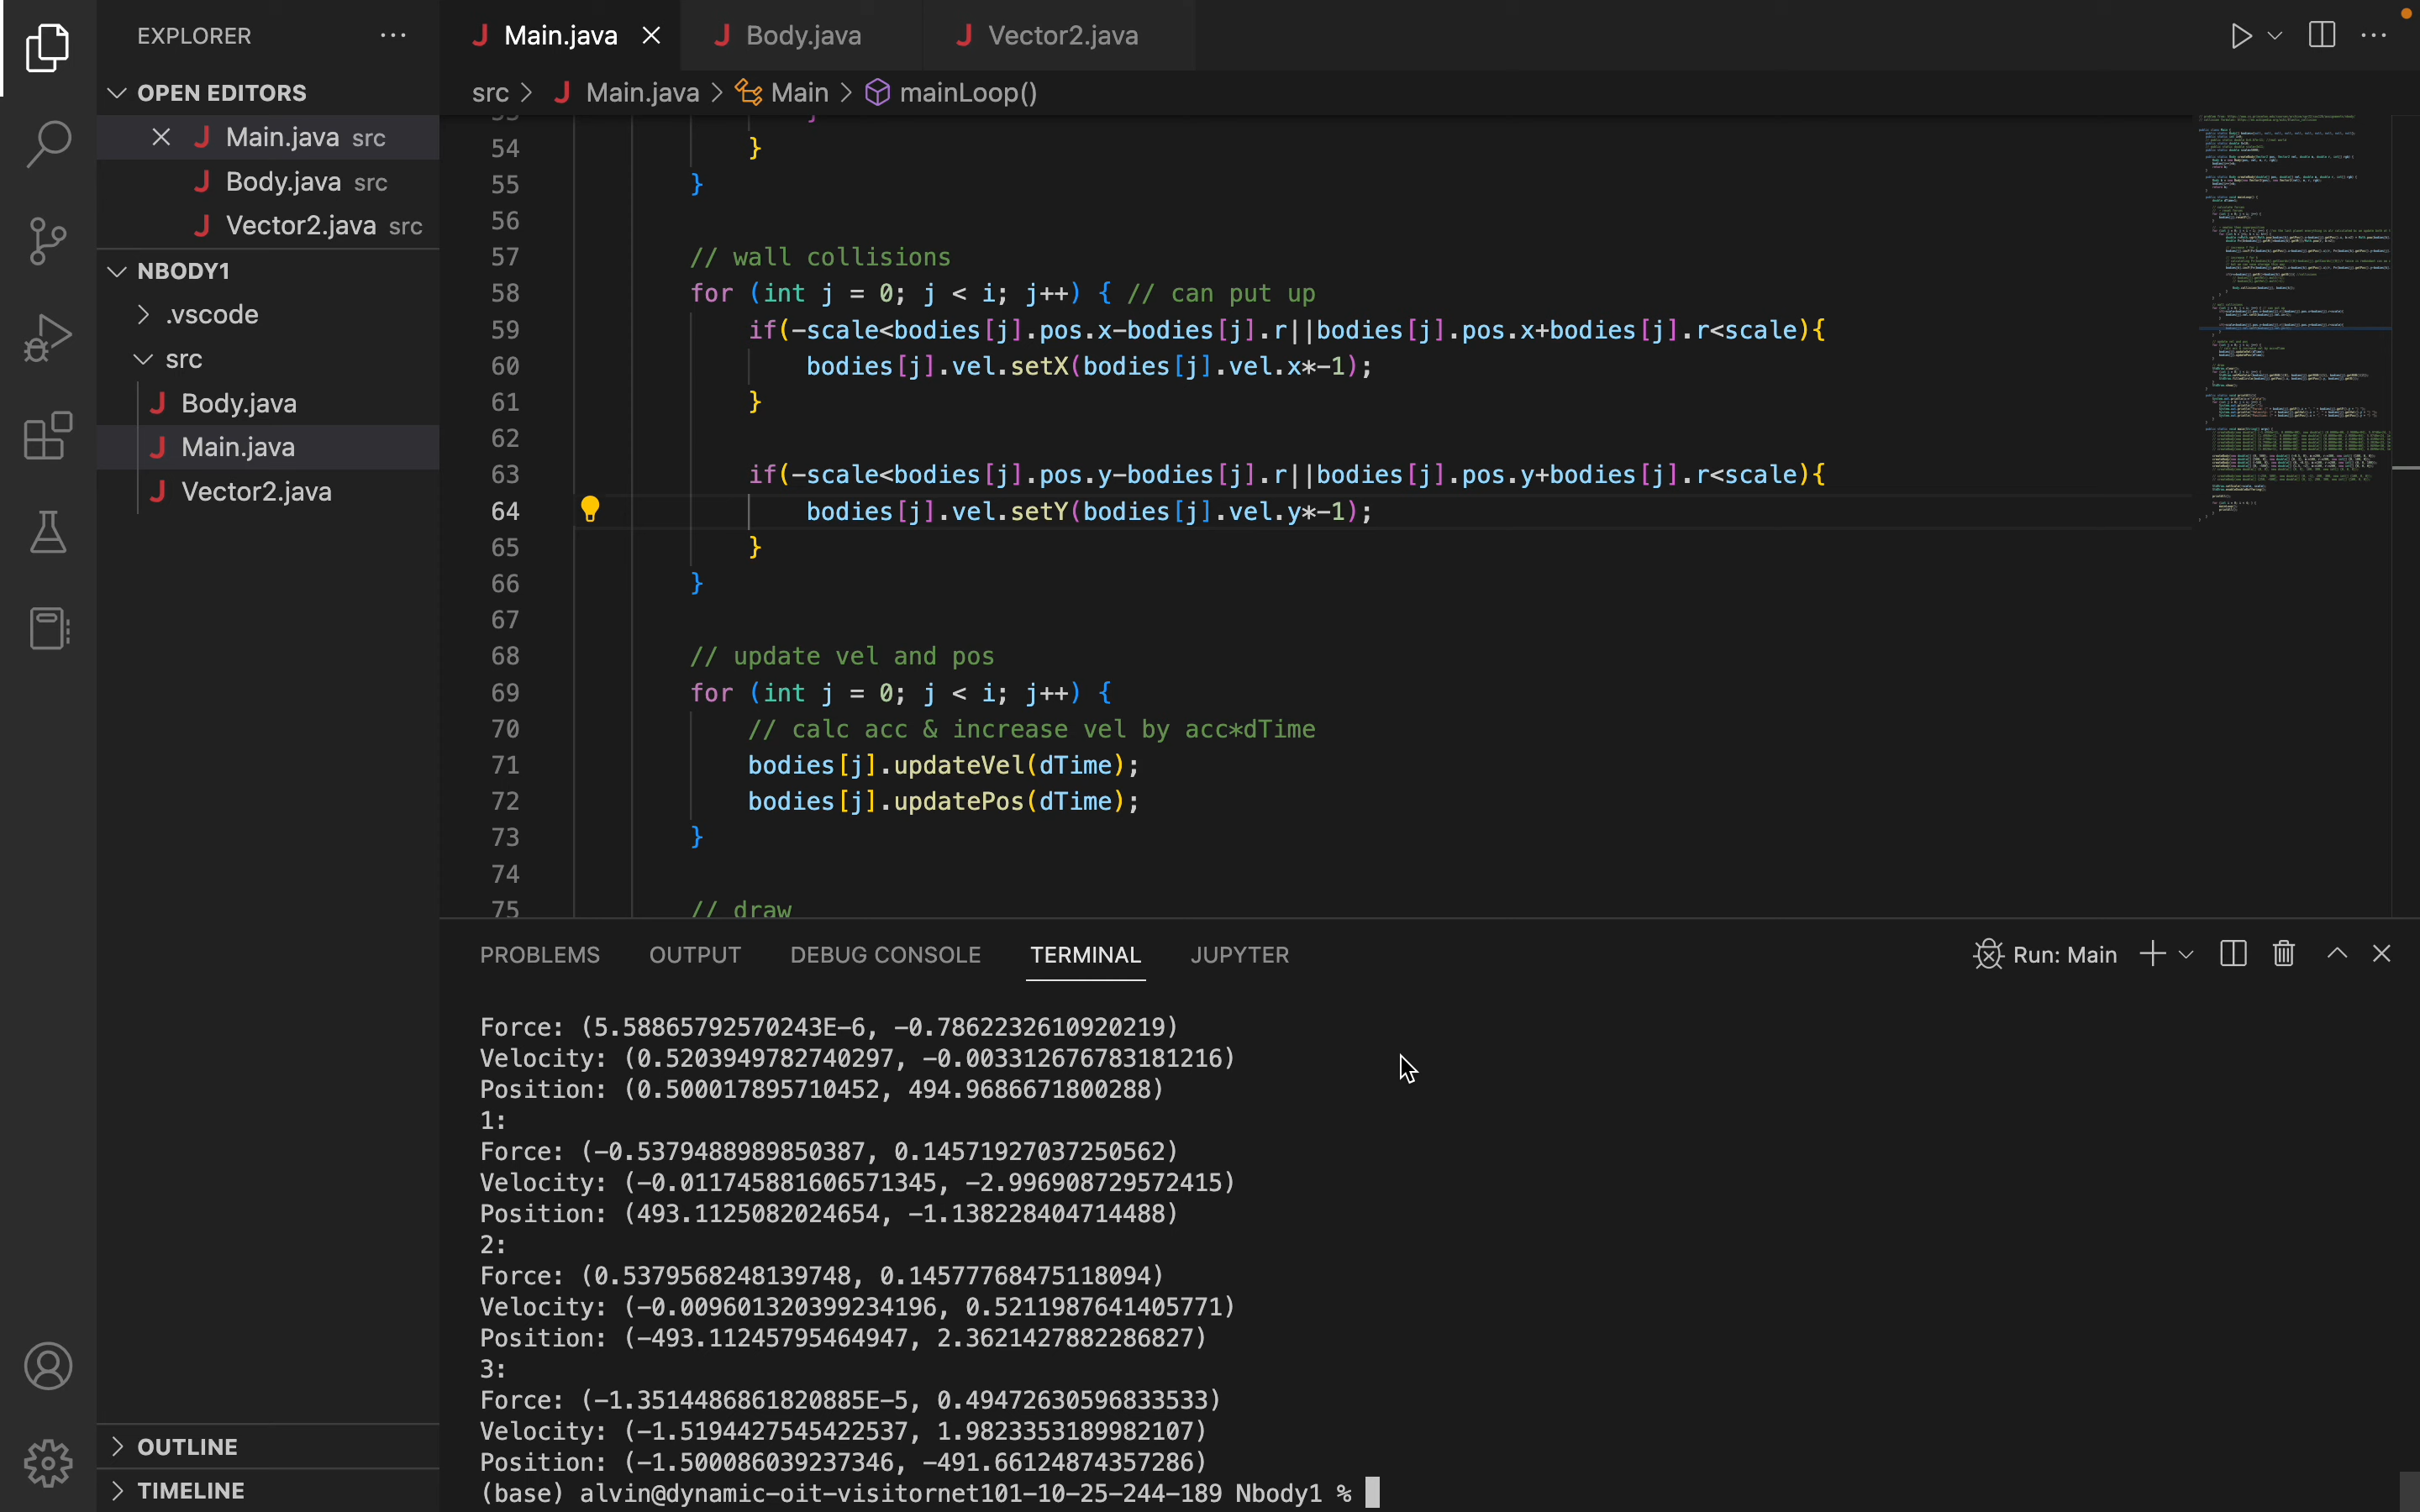 EXPLORER
OPEN EDITORS
Main.java src
Body.java src
Vector2.java src
NBODY1
.vscode
src
Body.java
Main.java
Vector2.java
OUTLINE
TIMELINE
Main.java
Body.java
Vector2.java
src > Main.java > Main > mainLoop()
54 }
55 }
56
57 // wall collisions
58 for (int j = 0; j < i; j++) { // can put up
59 if(-scale<bodies[j].pos.x-bodies[j].r||bodies[j].pos.x+bodies[j].r<scale){
60 bodies[j].vel.setX(bodies[j].vel.x*-1);
61 }
62
63 if(-scale<bodies[j].pos.y-bodies[j].r||bodies[j].pos.y+bodies[j].r<scale){
64 bodies[j].vel.setY(bodies[j].vel.y*-1);
65 }
66 }
67
68 // update vel and pos
69 for (int j = 0; j < i; j++) {
70 // calc acc & increase vel by acc*dTime
71 bodies[j].updateVel(dTime);
72 bodies[j].updatePos(dTime);
73 }
74
75 // draw
PROBLEMS OUTPUT DEBUG CONSOLE TERMINAL JUPYTER
Run: Main
Force: (5.58865792570243E-6, -0.7862232610920219)
Velocity: (0.5203949782740297, -0.003312676783181216)
Position: (0.500017895710452, 494.9686671800288)
1:
Force: (-0.5379488989850387, 0.14571927037250562)
Velocity: (-0.011745881606571345, -2.996908729572415)
Position: (493.1125082024654, -1.138228404714488)
2:
Force: (0.5379568248139748, 0.14577768475118094)
Velocity: (-0.009601320399234196, 0.5211987641405771)
Position: (-493.11245795464947, 2.3621427882286827)
3:
Force: (-1.3514486861820885E-5, 0.49472630596833533)
Velocity: (-1.5194427545422537, 1.9823353189982107)
Position: (-1.500086039237346, -491.66124874357286)
(base) alvin@dynamic-oit-visitornet101-10-25-244-189 Nbody1 %